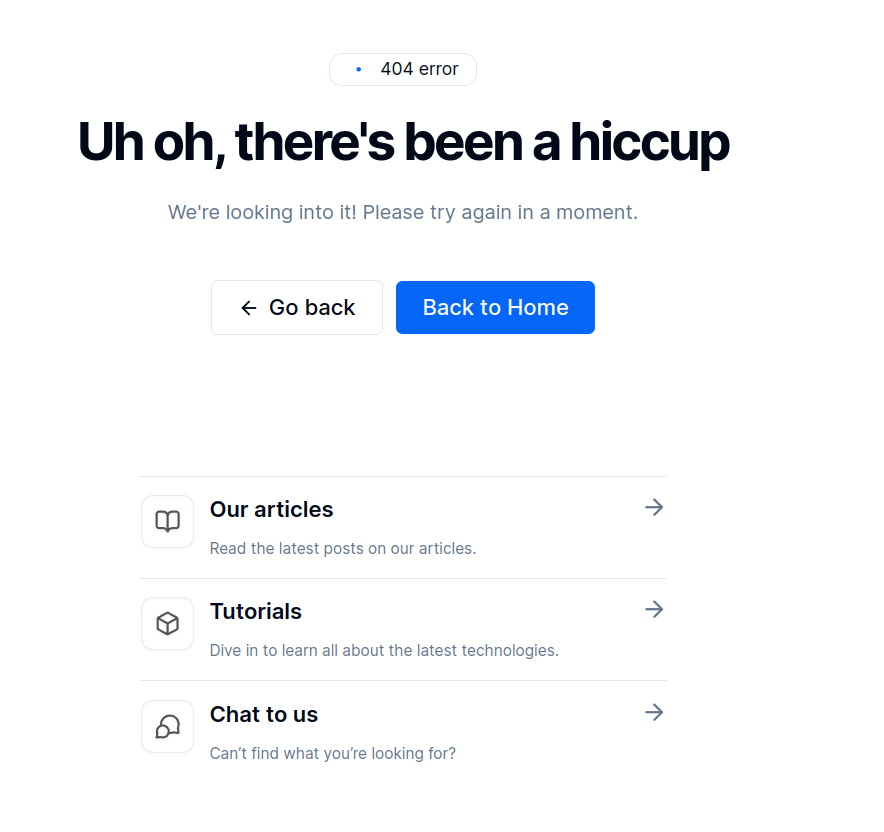 404 error
Uh oh, there's been a hiccup
We're looking into it! Please try again in a moment.
Go back
Back to Home
Our articles
Read the latest posts on our articles.
Tutorials
Dive in to learn all about the latest technologies.
Chat to us
Can’t find what you’re looking for?